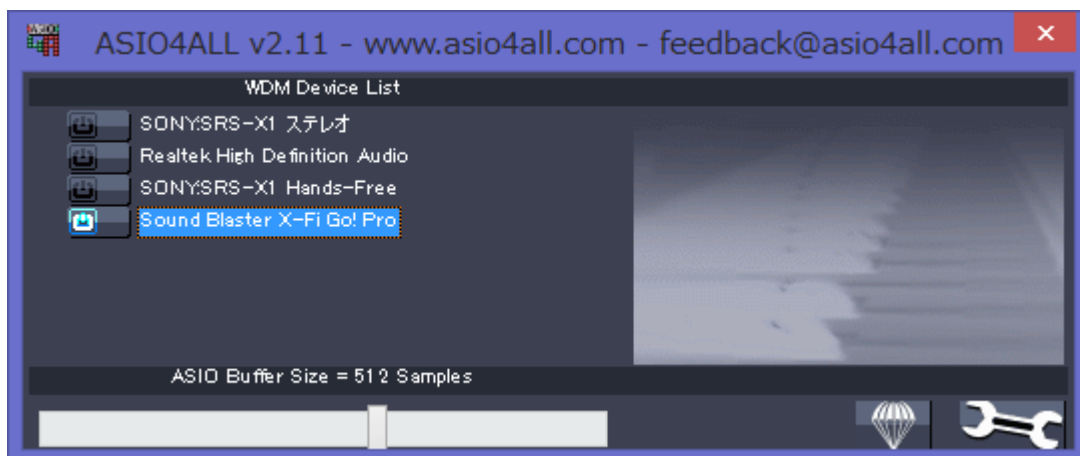 ASIO4ALL v2.11 - www.asio4all.com - feedback@asio4all.com
WDM Device List
SONY:SRS-X1 ステレオ
Realtek High Definition Audio
SONY:SRS-X1 Hands-Free
Sound Blaster X-Fi Go! Pro
ASIO Buffer Size = 512 Samples